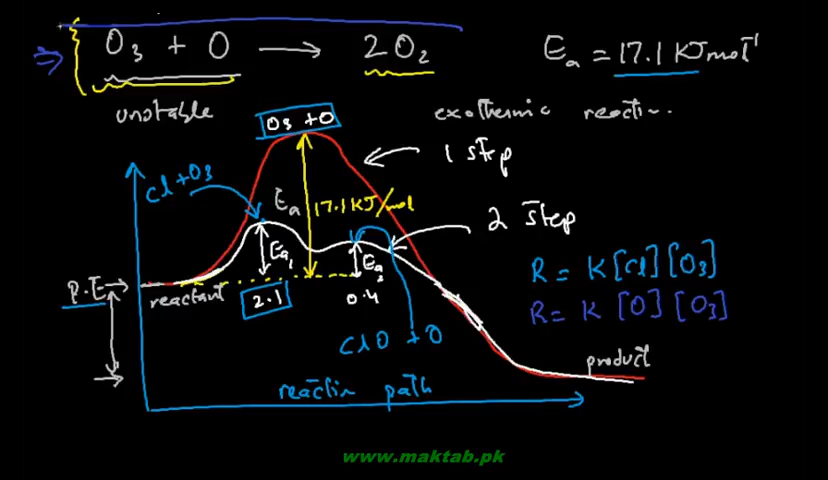 ⇒ O₃ + O ⟶ 2O₂ Eₐ = 17.1 KJmol⁻¹
unstable exothermic reaction.
O3 + O
1 step
Cl + O3
Eₐ 17.1 KJ/mol
2 step
Eₐ₁ Eₐ₂
R = K [Cl] [O₃]
P.E → reactant 2.1 0.4
R = K [O] [O₃]
ClO + O
product
reaction path
www.maktab.pk